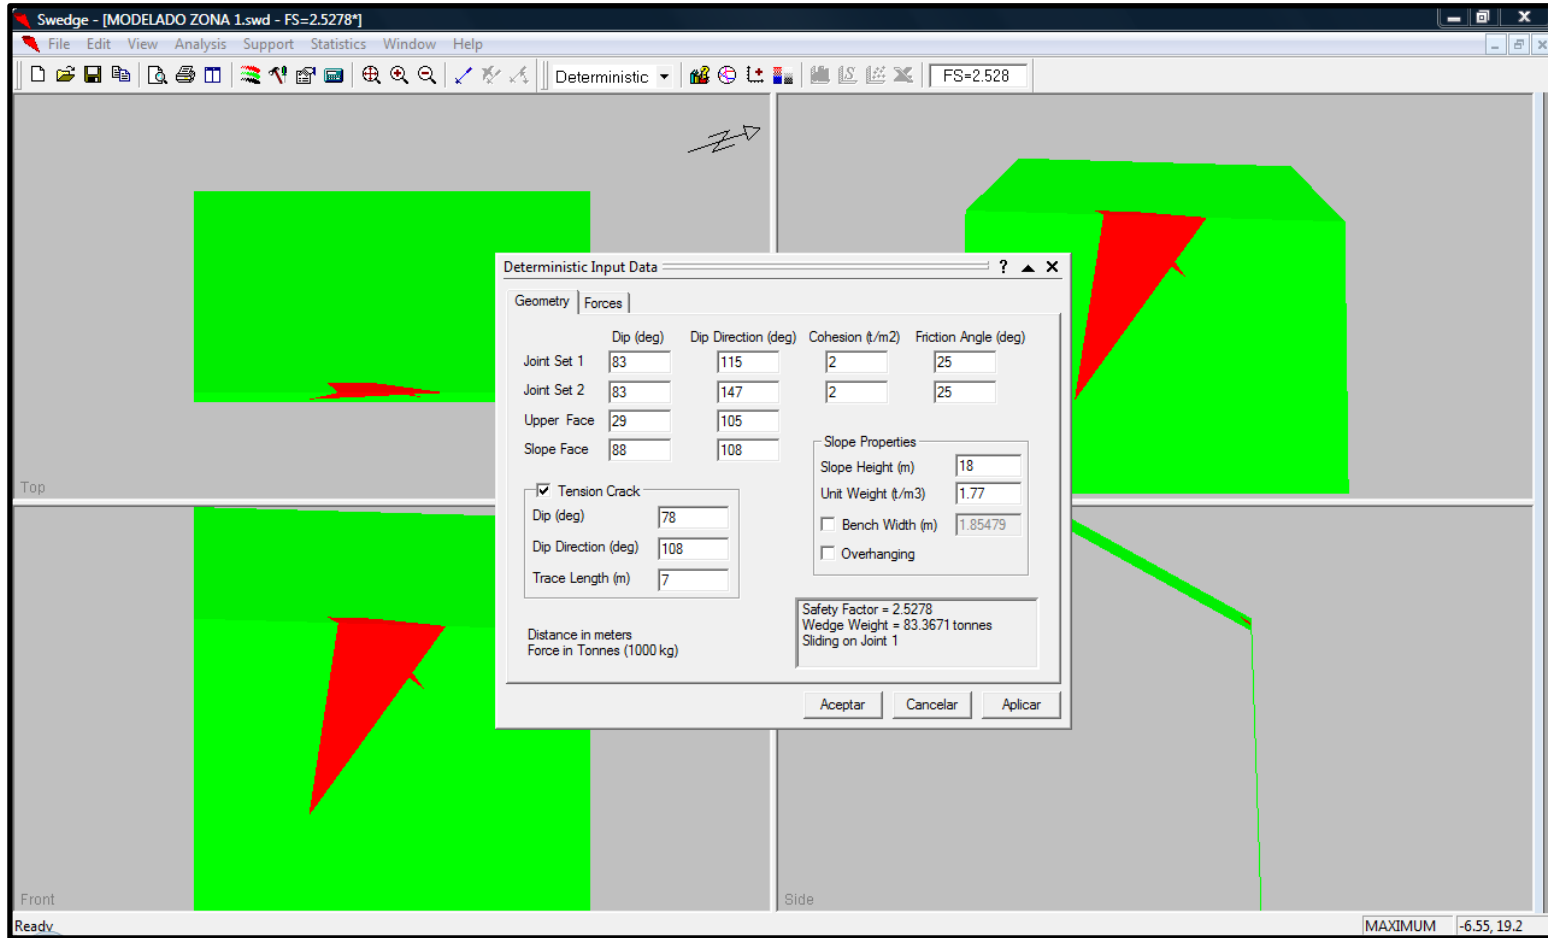 Swedge - [MODELADO ZONA 1.swd - FS=2.5278*]
File Edit View Analysis Support Statistics Window Help
Deterministic FS=2.528
Top
Front
Side
Deterministic Input Data
Geometry Forces
Dip (deg) Dip Direction (deg) Cohesion (t/m2) Friction Angle (deg)
Joint Set 1 83 115 2 25
Joint Set 2 83 147 2 25
Upper Face 29 105
Slope Face 88 108
Slope Properties
Slope Height (m) 18
Unit Weight (t/m3) 1.77
Bench Width (m) 1.85479
Overhanging
Tension Crack
Dip (deg) 78
Dip Direction (deg) 108
Trace Length (m) 7
Distance in meters
Force in Tonnes (1000 kg)
Safety Factor = 2.5278
Wedge Weight = 83.3671 tonnes
Sliding on Joint 1
Aceptar Cancelar Aplicar
Ready MAXIMUM -6.55, 19.2